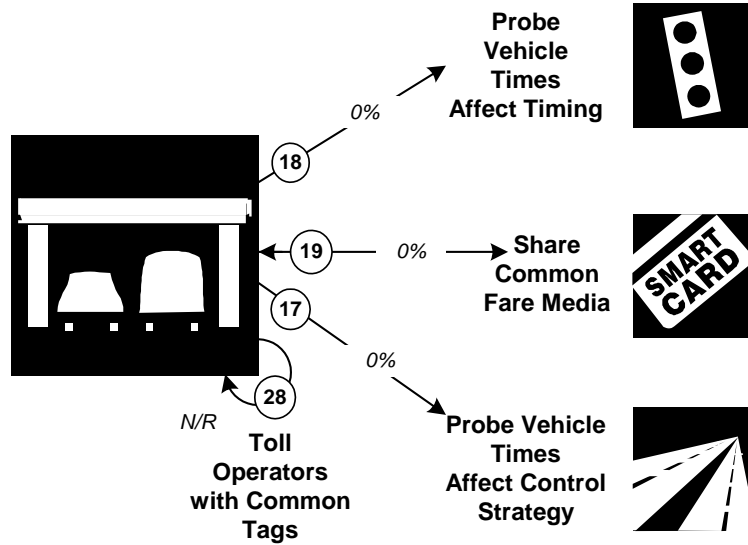 Probe
Vehicle
Times
Affect Timing
0%
18
19
0%
Share
Common
Fare Media
SMART
CARD
17
0%
28
N/R
Toll
Operators
with Common
Tags
Probe Vehicle
Times
Affect Control
Strategy